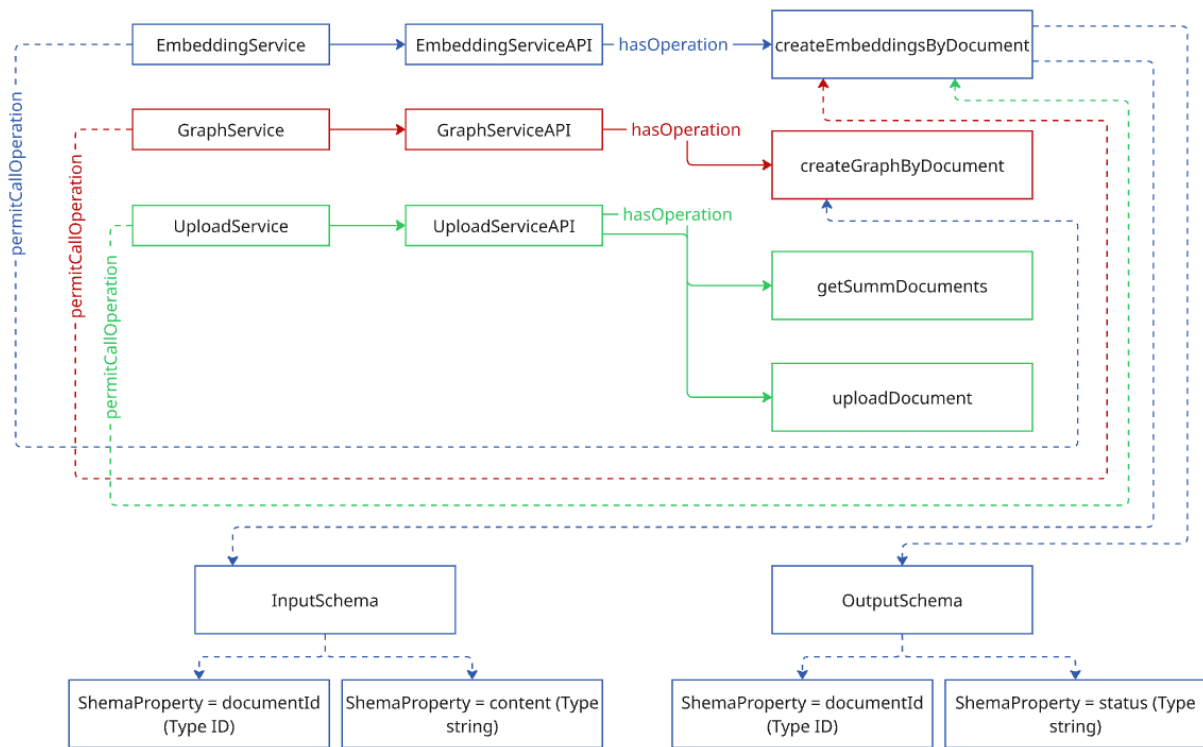 EmbeddingService
EmbeddingServiceAPI
hasOperation
createEmbeddingsByDocument
permitCallOperation
GraphService
GraphServiceAPI
hasOperation
createGraphByDocument
permitCallOperation
UploadService
UploadServiceAPI
hasOperation
permitCallOperation
getSummDocuments
uploadDocument
InputSchema
OutputSchema
ShemaProperty = documentId
(Type ID)
ShemaProperty = content (Type
string)
ShemaProperty = documentId
(Type ID)
ShemaProperty = status (Type
string)